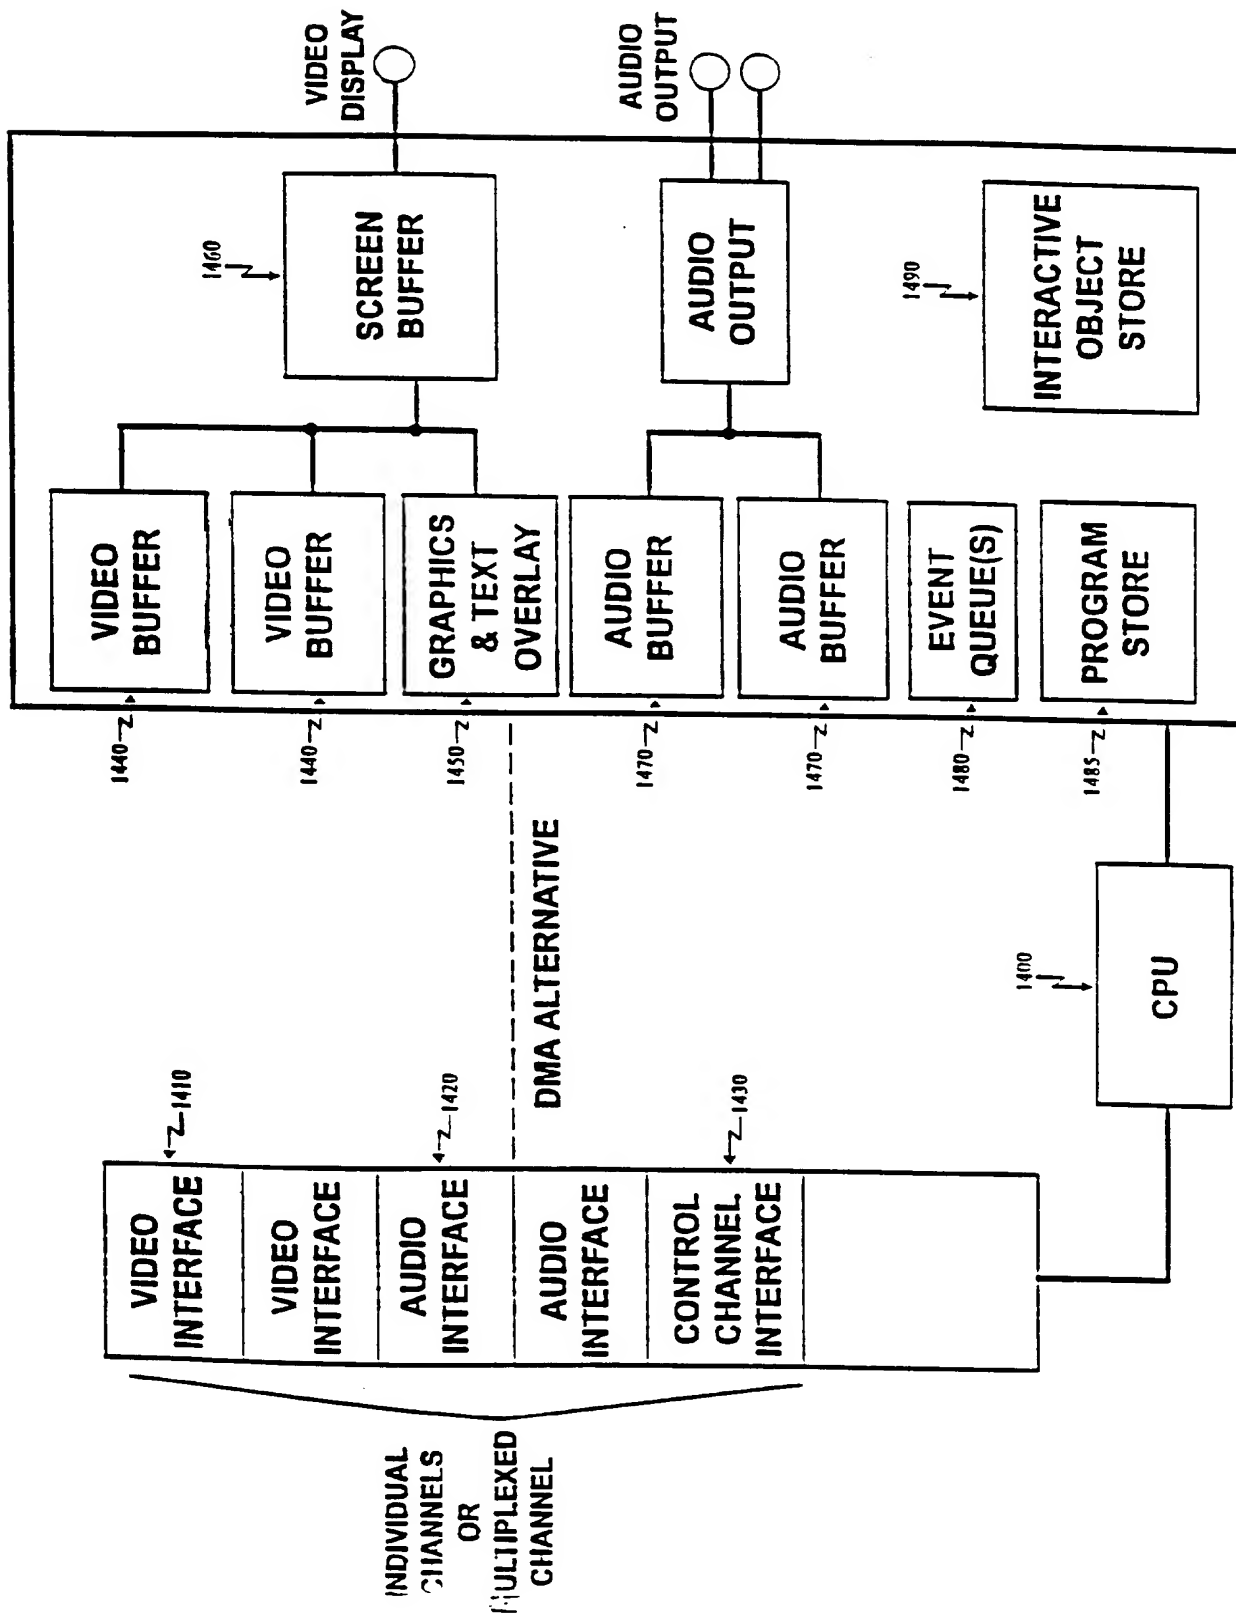 INDIVIDUAL
CHANNELS
OR
MULTIPLEXED
CHANNEL
VIDEO
INTERFACE
VIDEO
INTERFACE
AUDIO
INTERFACE
AUDIO
INTERFACE
CONTROL
CHANNEL
INTERFACE
1410
1420
1430
DMA ALTERNATIVE
1400
CPU
1440
VIDEO
BUFFER
1440
VIDEO
BUFFER
1450
GRAPHICS
& TEXT
OVERLAY
1470
AUDIO
BUFFER
1470
AUDIO
BUFFER
1480
EVENT
QUEUE(S)
1485
PROGRAM
STORE
1460
SCREEN
BUFFER
AUDIO
OUTPUT
1490
INTERACTIVE
OBJECT
STORE
VIDEO
DISPLAY
AUDIO
OUTPUT